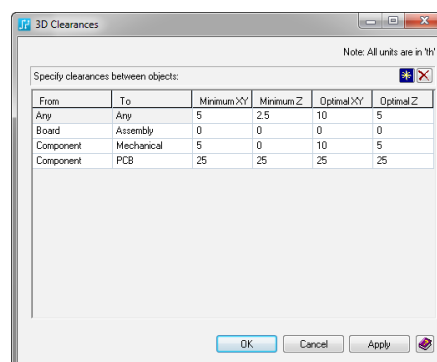 3D Clearances
Note: All units are in 'th'
Specify clearances between objects:
From To Minimum XY Minimum Z Optimal XY Optimal Z
Any Any 5 2.5 10 5
Board Assembly 0 0 0 0
Component Mechanical 5 0 10 5
Component PCB 25 25 25 25
OK Cancel Apply